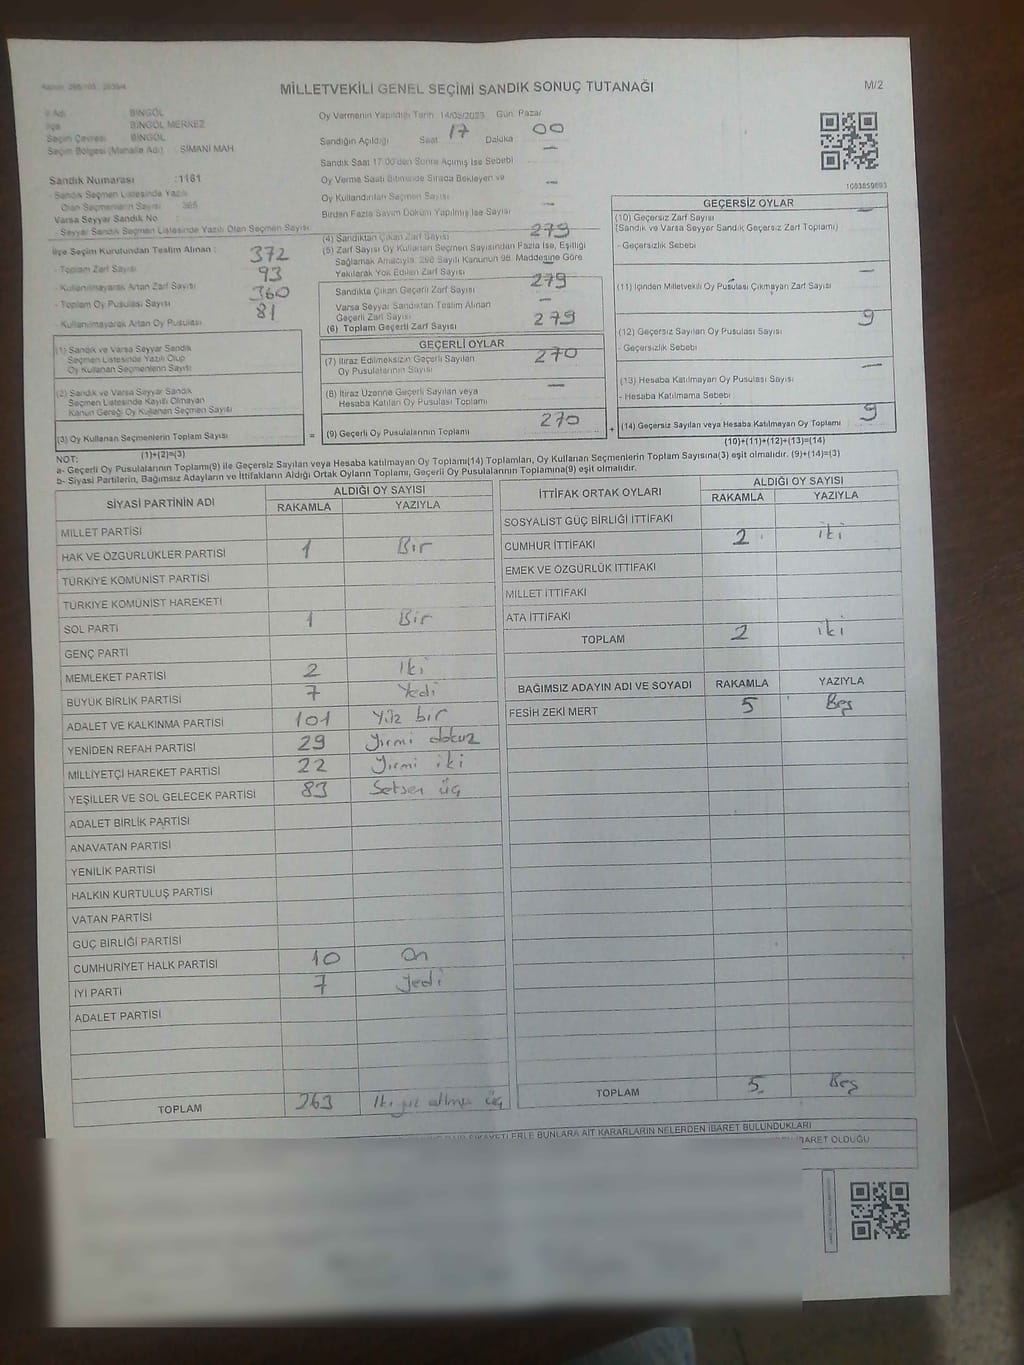 MİLLETVEKİLİ GENEL SEÇİMİ SANDIK SONUÇ TUTANAĞI
M/2
BİNGÖL
İlçe BİNGÖL MERKEZ
Seçim Çevresi BİNGÖL
Seçim Bölgesi (Mahalle Adı) : SİMANİ MAH.
Sandık Numarası :1161
- Sandık Seçmen Listesinde Yazılı
Olan Seçmenlerin Sayısı
Varsa Seyyar Sandık No
- Seyyar Sandık Seçmen Listesinde Yazılı Olan Seçmen Sayısı
İlçe Seçim Kurulundan Teslim Alınan :
- Toplam Zarf Sayısı 372
- Kullanılmayarak Artan Zarf Sayısı 93
- Toplam Oy Pusulası Sayısı 360
- Kullanılmayarak Artan Oy Pusulası 81
(1) Sandık ve Varsa Seyyar Sandık
Seçmen Listesinde Yazılı Olup
Oy Kullanan Seçmenlerin Sayısı
(2) Sandık ve Varsa Seyyar Sandık
Seçmen Listesinde Kayıtlı Olmayan
Kanun Gereği Oy Kullanan Seçmen Sayısı
(3) Oy Kullanan Seçmenlerin Toplam Sayısı
(1)+(2)=(3)
Oy Vermenin Yapıldığı Tarih 14/05/2023 Gün Pazar
Sandığın Açıldığı Saat 17 Dakika 00
Sandık Saat 17.00'den Sonra Açılmış İse Sebebi —
Oy Verme Saati Bitiminde Sırada Bekleyen ve —
Oy Kullandırılan Seçmen Sayısı —
Birden Fazla Sayım Dökümü Yapılmış İse Sayısı —
(4) Sandıktan Çıkan Zarf Sayısı 279
(5) Zarf Sayısı Oy Kullanan Seçmen Sayısından Fazla İse, Eşitliği
Sağlamak Amacıyla, 298 Sayılı Kanunun 98. Maddesine Göre
Yakılarak Yok Edilen Zarf Sayısı
Sandıkta Çıkan Geçerli Zarf Sayısı 279
Varsa Seyyar Sandıktan Teslim Alınan
Geçerli Zarf Sayısı —
(6) Toplam Geçerli Zarf Sayısı 279
GEÇERLİ OYLAR
(7) İtiraz Edilmeksizin Geçerli Sayılan
Oy Pusulalarının Sayısı 270
(8) İtiraz Üzerine Geçerli Sayılan veya
Hesaba Katılan Oy Pusulası Toplamı —
= (9) Geçerli Oy Pusulalarının Toplamı 270
1083859893
GEÇERSİZ OYLAR
(10) Geçersiz Zarf Sayısı —
(Sandık ve Varsa Seyyar Sandık Geçersiz Zarf Toplamı)
- Geçersizlik Sebebi
(11) İçinden Milletvekili Oy Pusulası Çıkmayan Zarf Sayısı —
(12) Geçersiz Sayılan Oy Pusulası Sayısı 9
- Geçersizlik Sebebi
(13) Hesaba Katılmayan Oy Pusulası Sayısı —
- Hesaba Katılmama Sebebi
+ (14) Geçersiz Sayılan veya Hesaba Katılmayan Oy Toplamı 9
(10)+(11)+(12)+(13)=(14)
NOT:
a- Geçerli Oy Pusulalarının Toplamı(9) ile Geçersiz Sayılan veya Hesaba katılmayan Oy Toplamı(14) Toplamları, Oy Kullanan Seçmenlerin Toplam Sayısına(3) eşit olmalıdır. (9)+(14)=(3)
b- Siyasi Partilerin, Bağımsız Adayların ve İttifakların Aldığı Ortak Oyların Toplamı, Geçerli Oy Pusulalarının Toplamına(9) eşit olmalıdır.
SİYASİ PARTİNİN ADI ALDIĞI OY SAYISI
RAKAMLA YAZIYLA
MİLLET PARTİSİ
HAK VE ÖZGÜRLÜKLER PARTİSİ 1 Bir
TÜRKİYE KOMÜNİST PARTİSİ
TÜRKİYE KOMÜNİST HAREKETİ
SOL PARTİ 1 Bir
GENÇ PARTİ
MEMLEKET PARTİSİ 2 İki
BÜYÜK BİRLİK PARTİSİ 7 Yedi
ADALET VE KALKINMA PARTİSİ 101 Yüz bir
YENİDEN REFAH PARTİSİ 29 Yirmi dokuz
MİLLİYETÇİ HAREKET PARTİSİ 22 Yirmi iki
YEŞİLLER VE SOL GELECEK PARTİSİ 83 Seksen üç
ADALET BİRLİK PARTİSİ
ANAVATAN PARTİSİ
YENİLİK PARTİSİ
HALKIN KURTULUŞ PARTİSİ
VATAN PARTİSİ
GÜÇ BİRLİĞİ PARTİSİ
CUMHURİYET HALK PARTİSİ 10 On
İYİ PARTİ 7 Yedi
ADALET PARTİSİ
TOPLAM 263 İkiyüz altmış üç
İTTİFAK ORTAK OYLARI ALDIĞI OY SAYISI
RAKAMLA YAZIYLA
SOSYALİST GÜÇ BİRLİĞİ İTTİFAKI
CUMHUR İTTİFAKI 2 iki
EMEK VE ÖZGÜRLÜK İTTİFAKI
MİLLET İTTİFAKI
ATA İTTİFAKI
TOPLAM 2 iki
BAĞIMSIZ ADAYIN ADI VE SOYADI RAKAMLA YAZIYLA
FESİH ZEKİ MERT 5 Beş
TOPLAM 5 Beş
BUNLARA AİT KARARLARIN NELERDEN İBARET BULUNDUKLARI
İBARET OLDUĞU